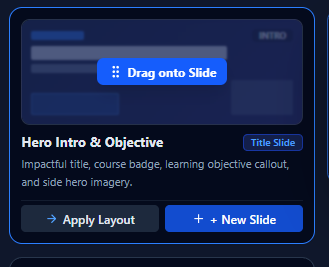 INTRO
Drag onto Slide
Hero Intro & Objective
Title Slide
Impactful title, course badge, learning objective callout,
and side hero imagery.
Apply Layout
+ New Slide